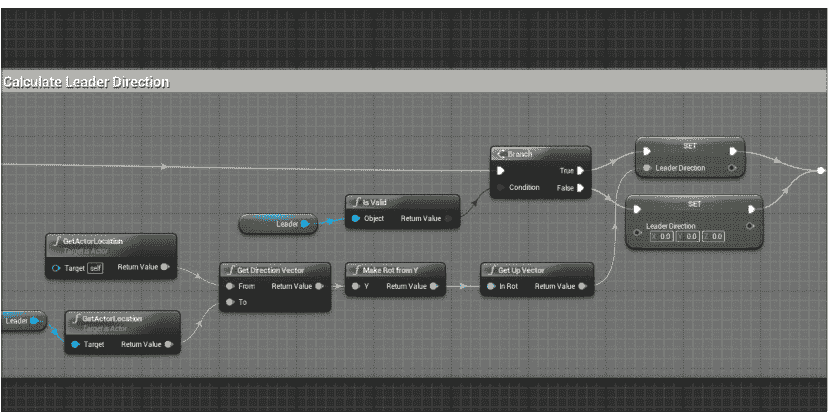 Calculate Leader Direction
Branch
True
Condition
False
SET
Leader Direction
SET
Leader Direction
X 0.0 Y 0.0 Z 0.0
Is Valid
Object Return Value
Leader
GetActorLocation
Target is Actor
Target self Return Value
Get Direction Vector
From Return Value
To
Make Rot from Y
Y Return Value
Get Up Vector
In Rot Return Value
Leader
GetActorLocation
Target is Actor
Target Return Value